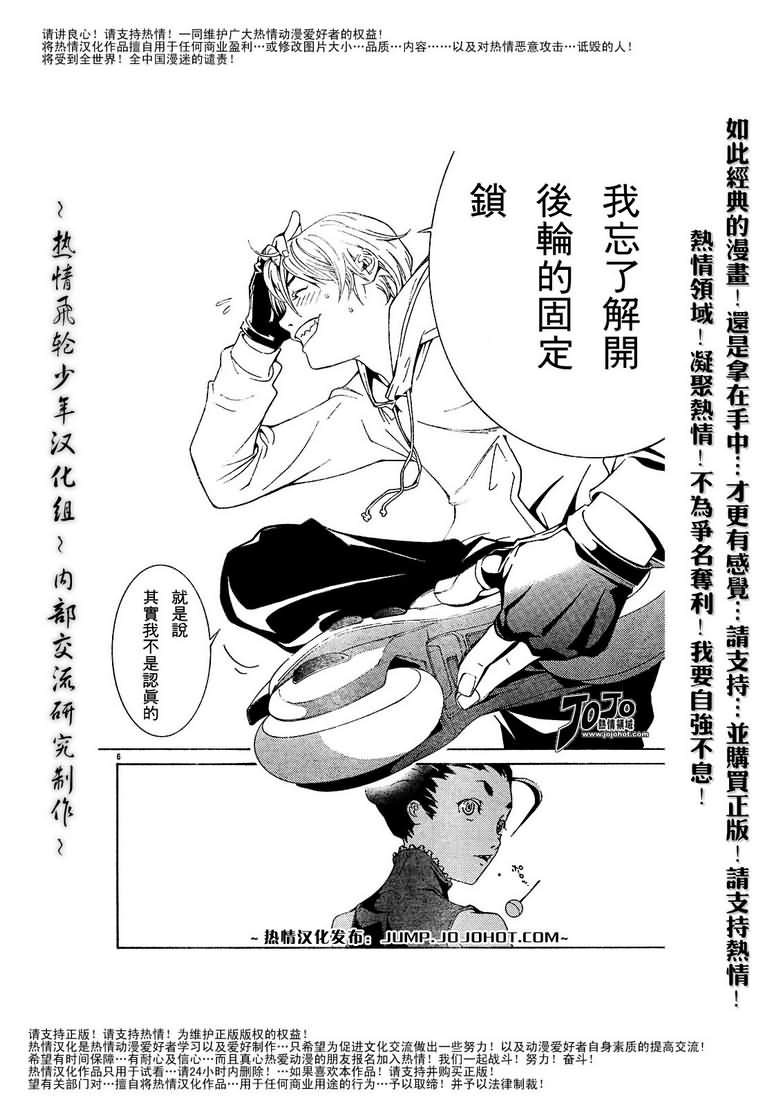 请讲良心！请支持热情！一同维护广大热情动漫爱好者的权益！
将热情汉化作品擅自用于任何商业盈利…或修改图片大小…品质…内容……以及对热情恶意攻击…诋毁的人！
将受到全世界！全中国漫迷的谴责！
如此經典的漫畫！還是拿在手中…才更有感覺…請支持…並購買正版！請支持熱情！
熱情領域！凝聚熱情！不為爭名奪利！我要自強不息！
我忘了解開
後輪的固定
鎖
就是說
其實我不是認真的
~热情飛轮少年汉化组~内部交流研究制作~
JOJO
热情領域
www.jojohot.com
6
~热情汉化发布：JUMP.JOJOHOT.COM~
请支持正版！请支持热情！为维护正版版权的权益！
热情汉化是热情动漫爱好者学习以及爱好制作…只希望为促进文化交流做出一些努力！以及动漫爱好者自身素质的提高交流！
希望有时间保障…有耐心及信心…而且真心热爱动漫的朋友报名加入热情！我们一起战斗！努力！奋斗！
热情汉化作品只用于试看…请24小时内删除！…如果喜欢本作品！请支持并购买正版！
望有关部门对…擅自将热情汉化作品…用于任何商业用途的行为…予以取缔！并予以法律制裁！